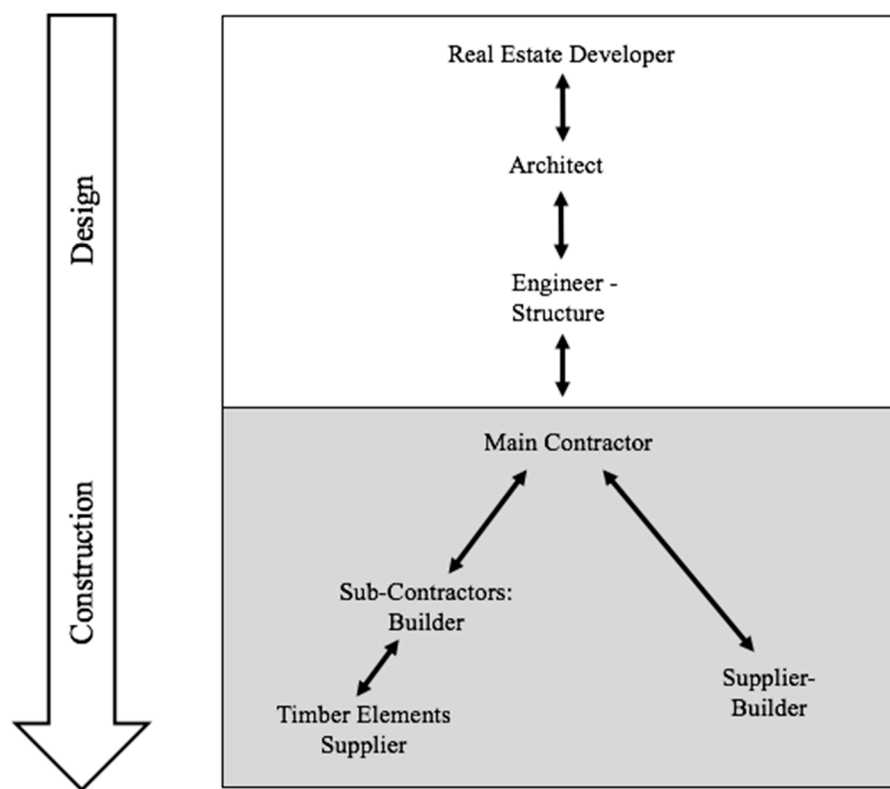 Design
Construction
Real Estate Developer
Architect
Engineer -
Structure
Main Contractor
Sub-Contractors:
Builder
Timber Elements
Supplier
Supplier-
Builder